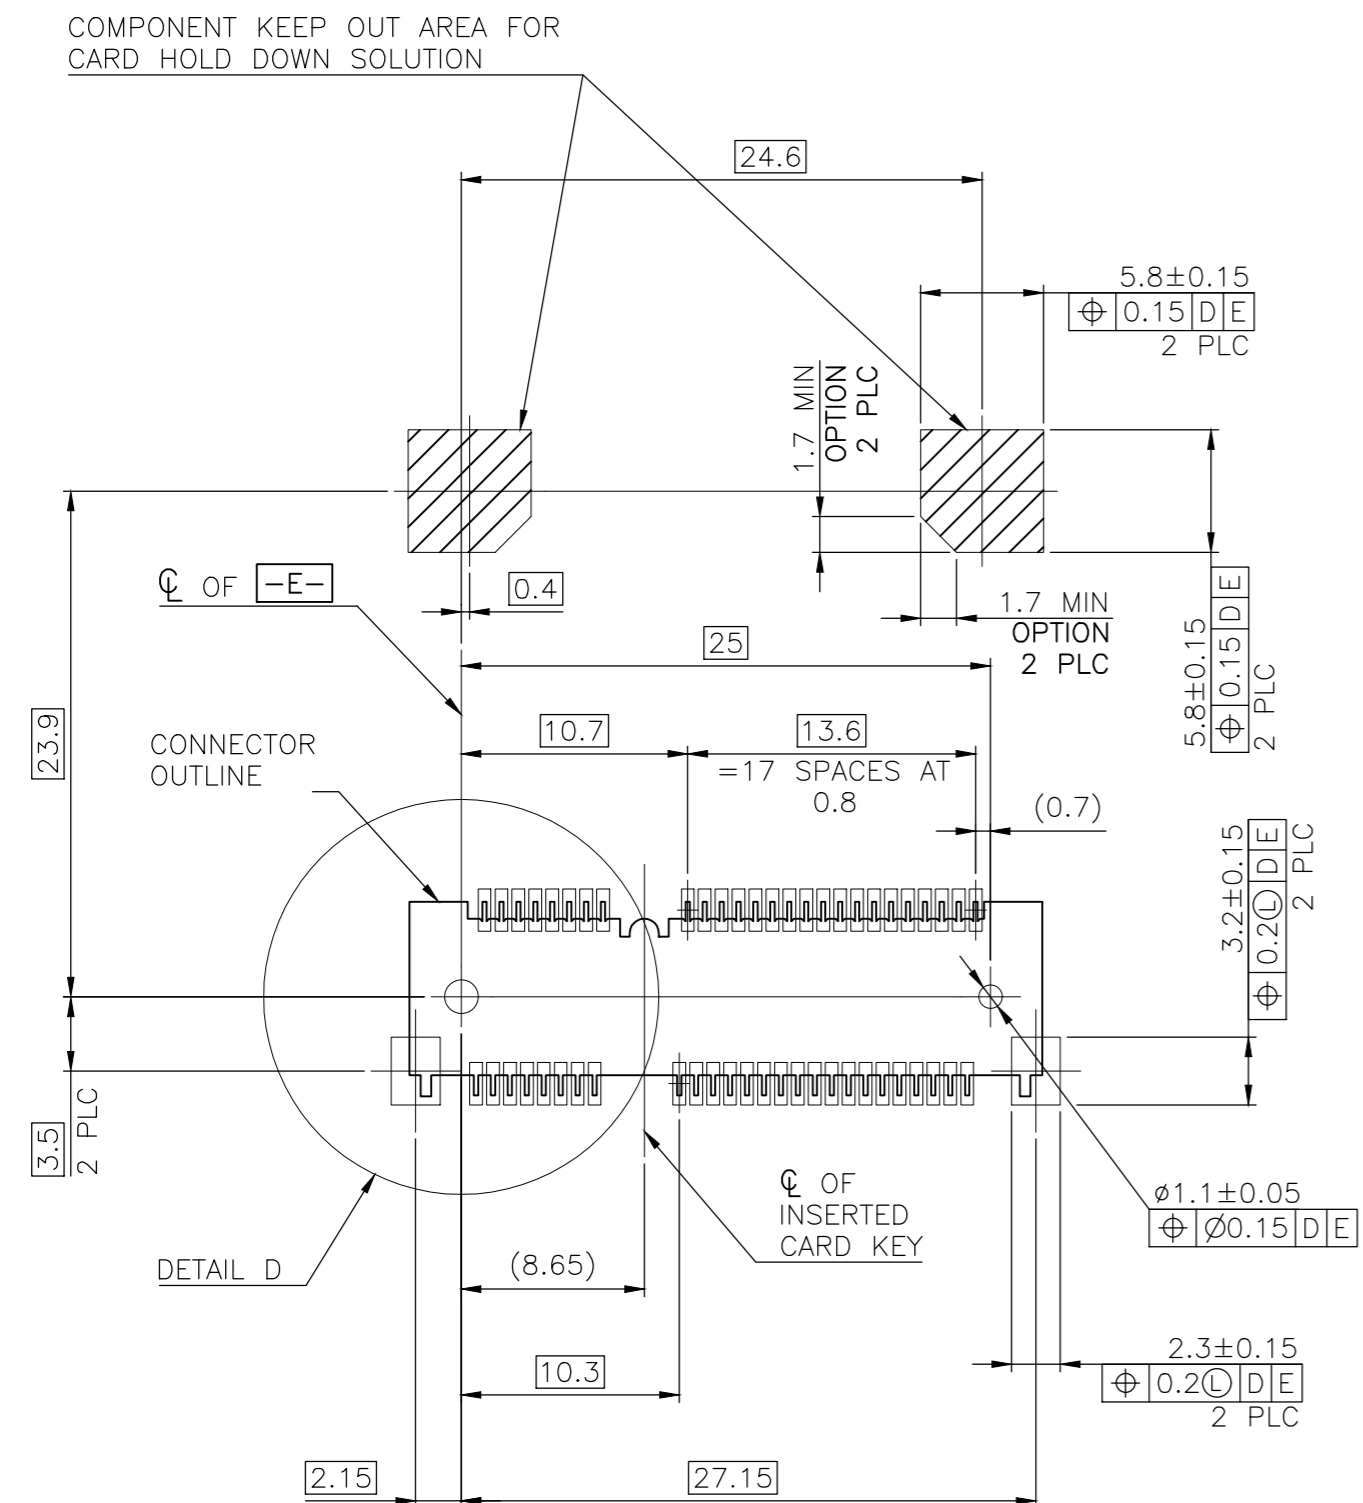 COMPONENT KEEP OUT AREA FOR
CARD HOLD DOWN SOLUTION
24.6
5.8±0.15
⌖ 0.15 D E
2 PLC
1.7 MIN
OPTION
2 PLC
℄ OF -E-
0.4
1.7 MIN
OPTION
2 PLC
5.8±0.15
⌖ 0.15 D E
2 PLC
25
23.9
CONNECTOR
OUTLINE
10.7
13.6
=17 SPACES AT
0.8
(0.7)
3.2±0.15
⌖ 0.2Ⓛ D E
2 PLC
3.5
2 PLC
℄ OF
INSERTED
CARD KEY
ø1.1±0.05
⌖ Ø0.15 D E
DETAIL D
(8.65)
10.3
2.3±0.15
⌖ 0.2Ⓛ D E
2 PLC
2.15
27.15